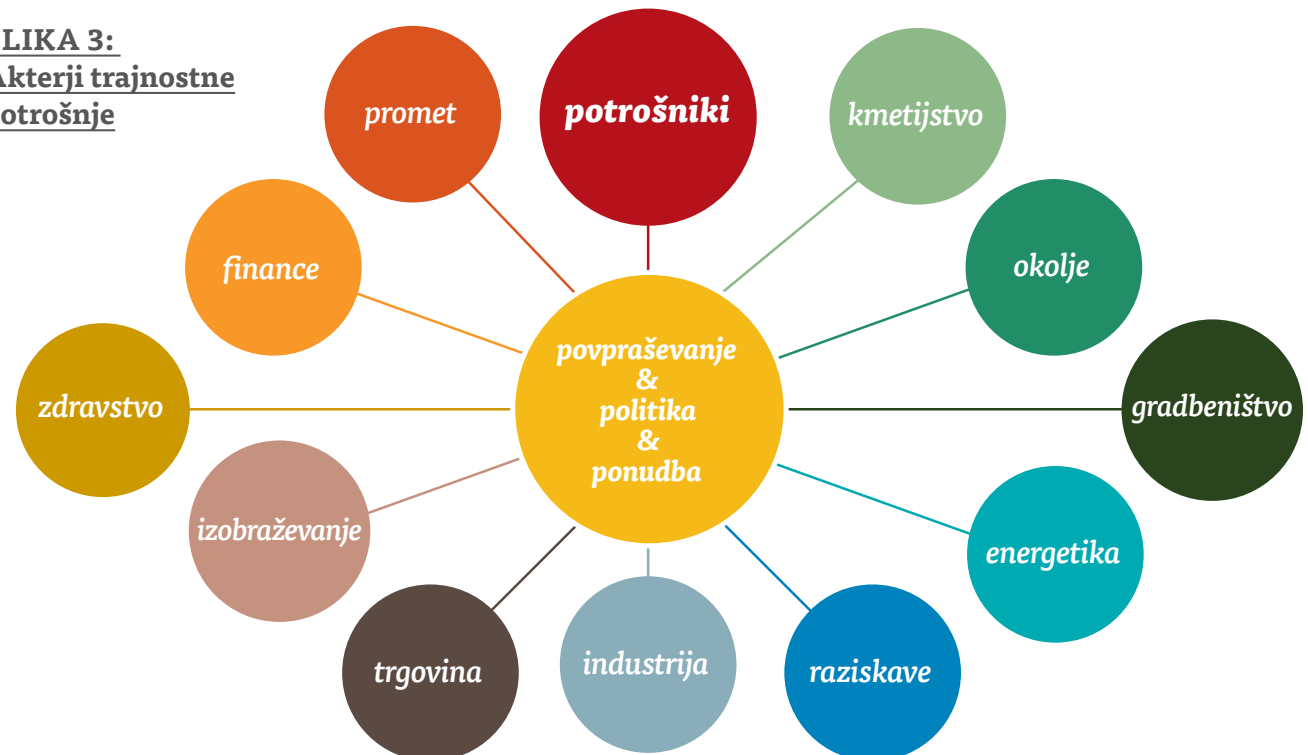 LIKA 3:
Akterji trajnostne
otrošnje
promet
potrošniki
kmetijstvo
finance
okolje
povpraševanje
&
politika
&
ponudba
zdravstvo
gradbeništvo
izobraževanje
energetika
trgovina
industrija
raziskave